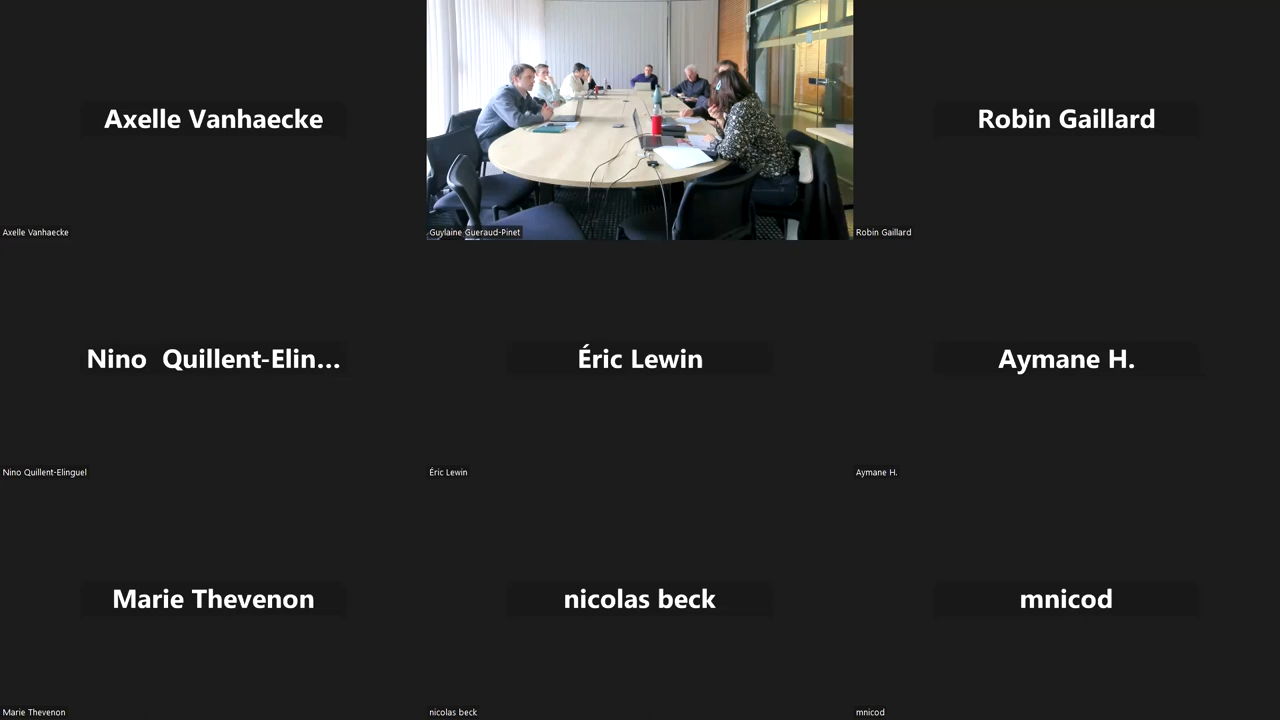 Axelle Vanhaecke
Robin Gaillard
Axelle Vanhaecke
Guylaine Gueraud-Pinet
Robin Gaillard
Nino Quillent-Elin...
Éric Lewin
Aymane H.
Nino Quillent-Elinguel
Éric Lewin
Aymane H.
Marie Thevenon
nicolas beck
mnicod
Marie Thevenon
nicolas beck
mnicod